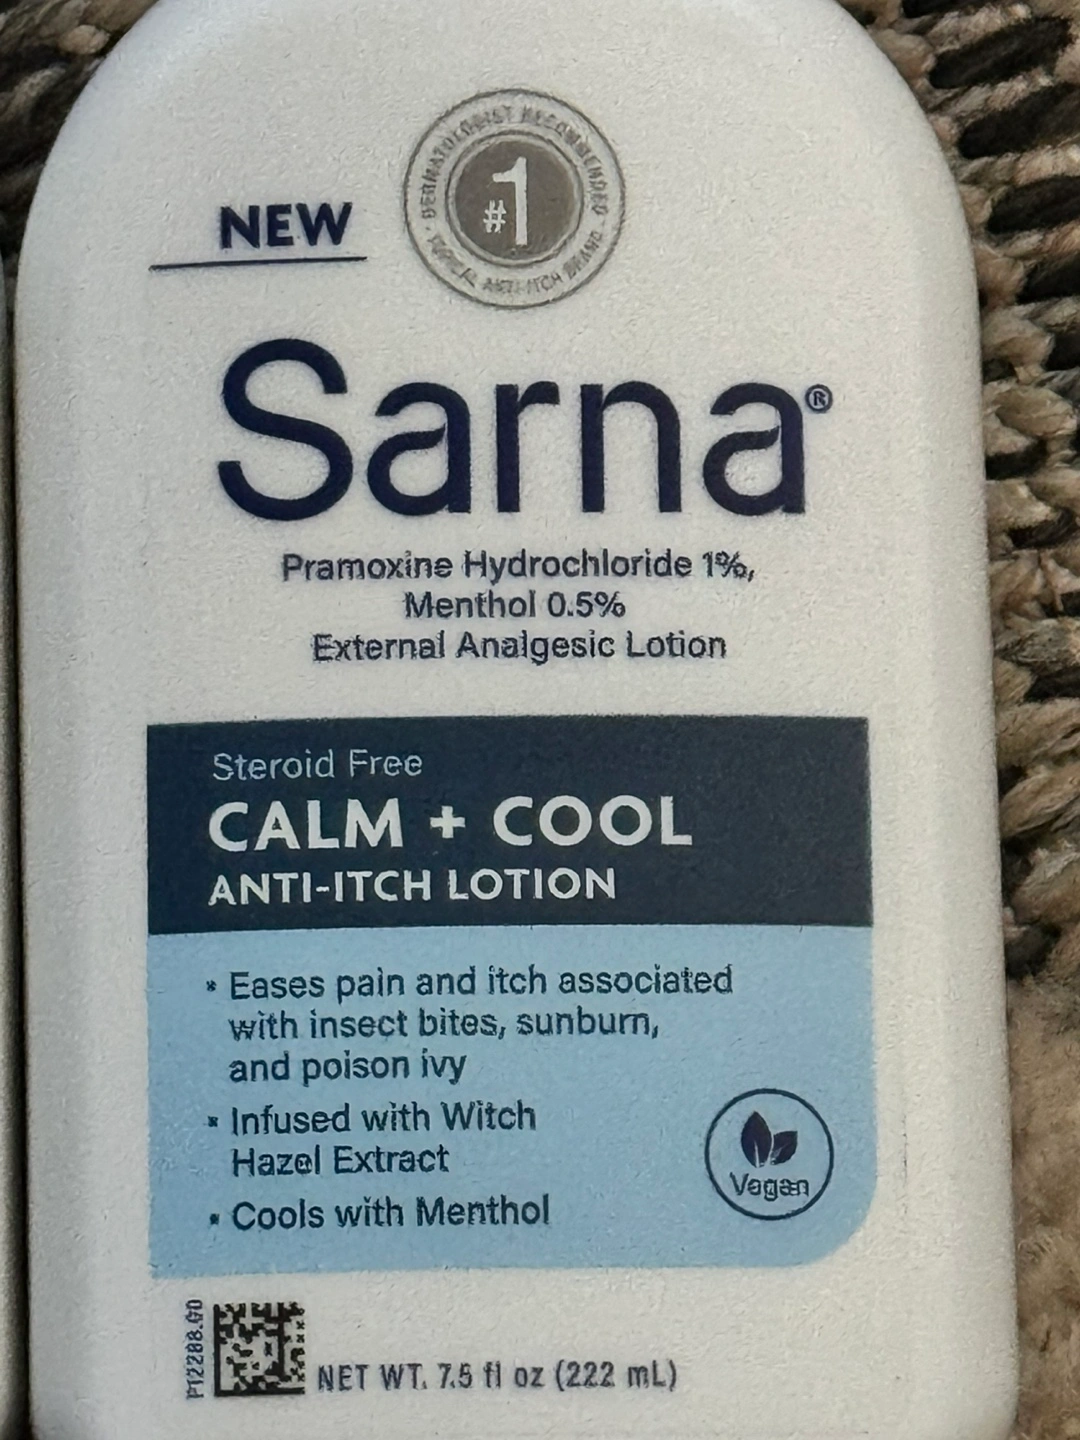 NEW
DERMATOLOGIST RECOMMENDED
#1
TOPICAL ANTI-ITCH BRAND
Sarna®
Pramoxine Hydrochloride 1%,
Menthol 0.5%
External Analgesic Lotion
Steroid Free
CALM + COOL
ANTI-ITCH LOTION
• Eases pain and itch associated
with insect bites, sunburn,
and poison ivy
• Infused with Witch
Hazel Extract
• Cools with Menthol
Vegan
P12288.00
NET WT. 7.5 fl oz (222 mL)